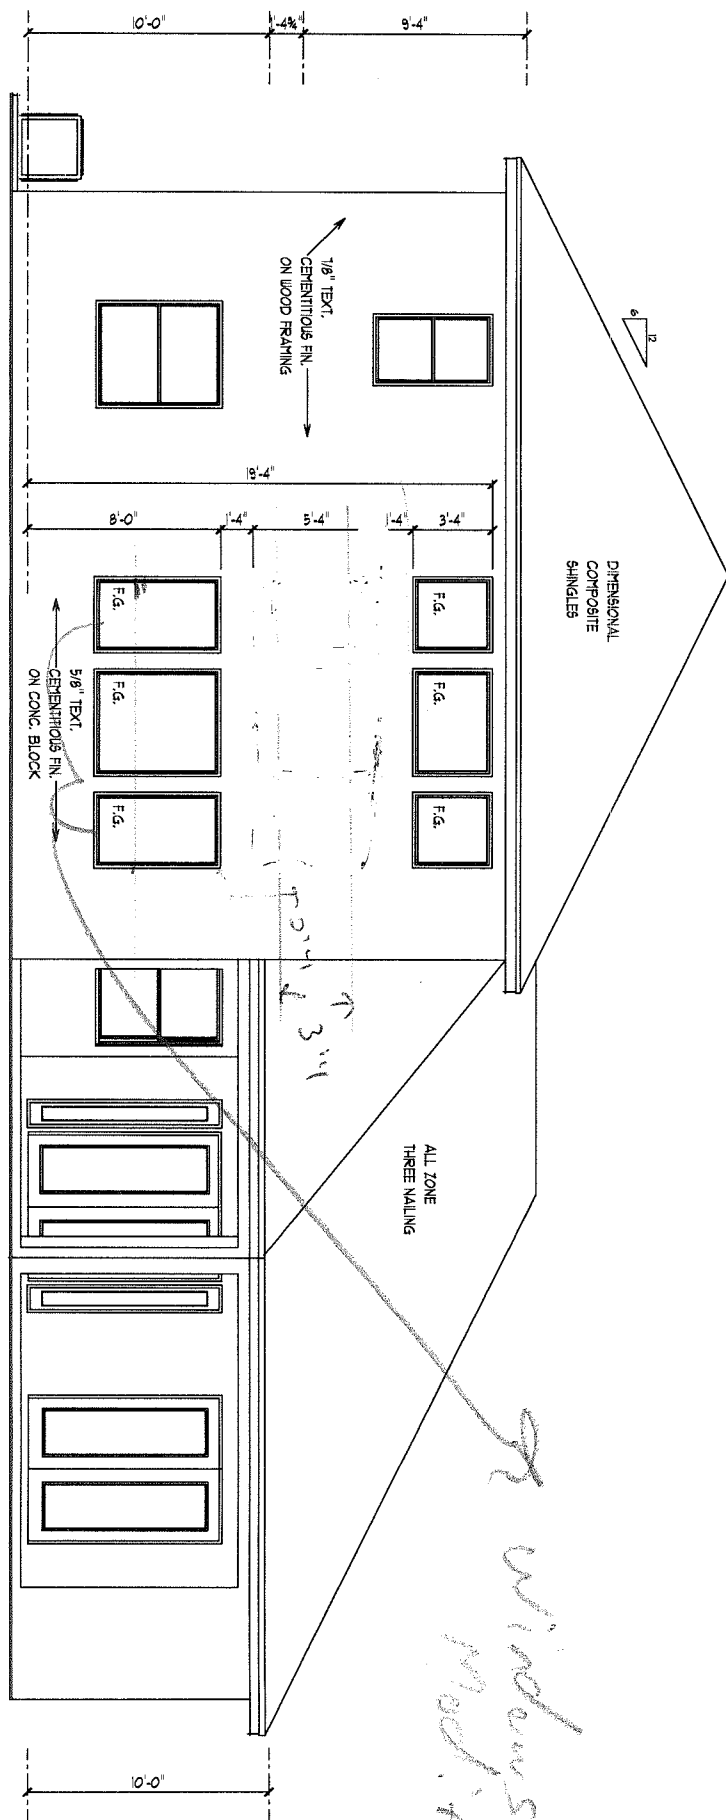 10'-0"
1'-4¾"
9'-4"
6
12
7/8" TEXT.
CEMENTITIOUS FIN.
ON WOOD FRAMING
DIMENSIONAL
COMPOSITE
SHINGLES
19'-4"
8'-0"
1'-4"
5'-4"
1'-4"
3'-4"
F.G.
F.G.
F.G.
F.G.
F.G.
F.G.
5/8" TEXT.
CEMENTITIOUS FIN.
ON CONC. BLOCK
3'4
ALL ZONE
THREE NAILING
10'-0"